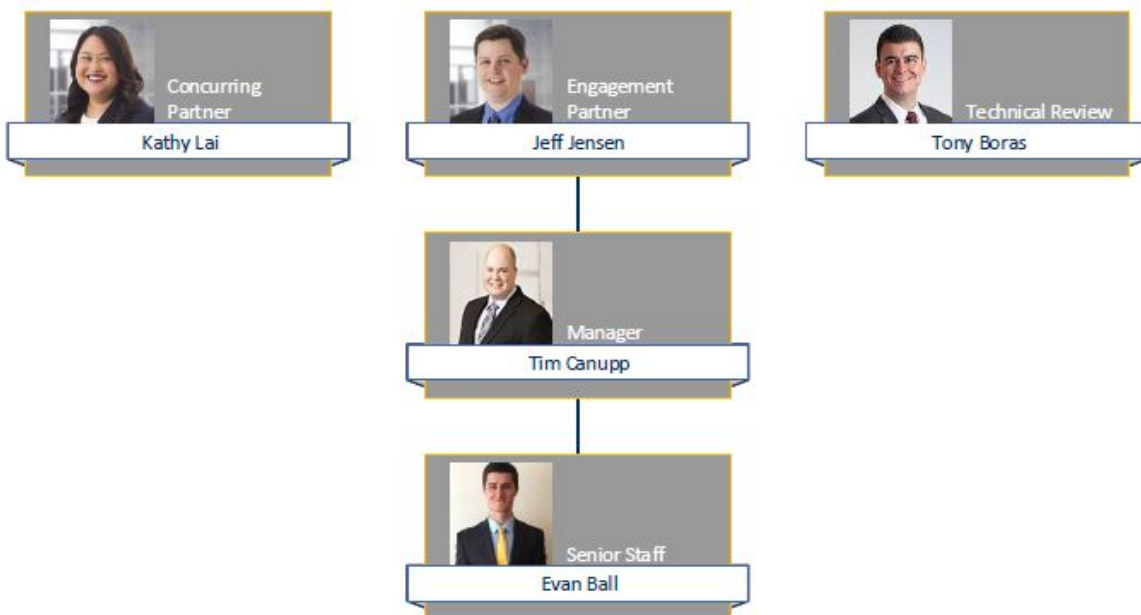 Concurring
Partner
Kathy Lai
Engagement
Partner
Jeff Jensen
Technical Review
Tony Boras
Manager
Tim Canupp
Senior Staff
Evan Ball